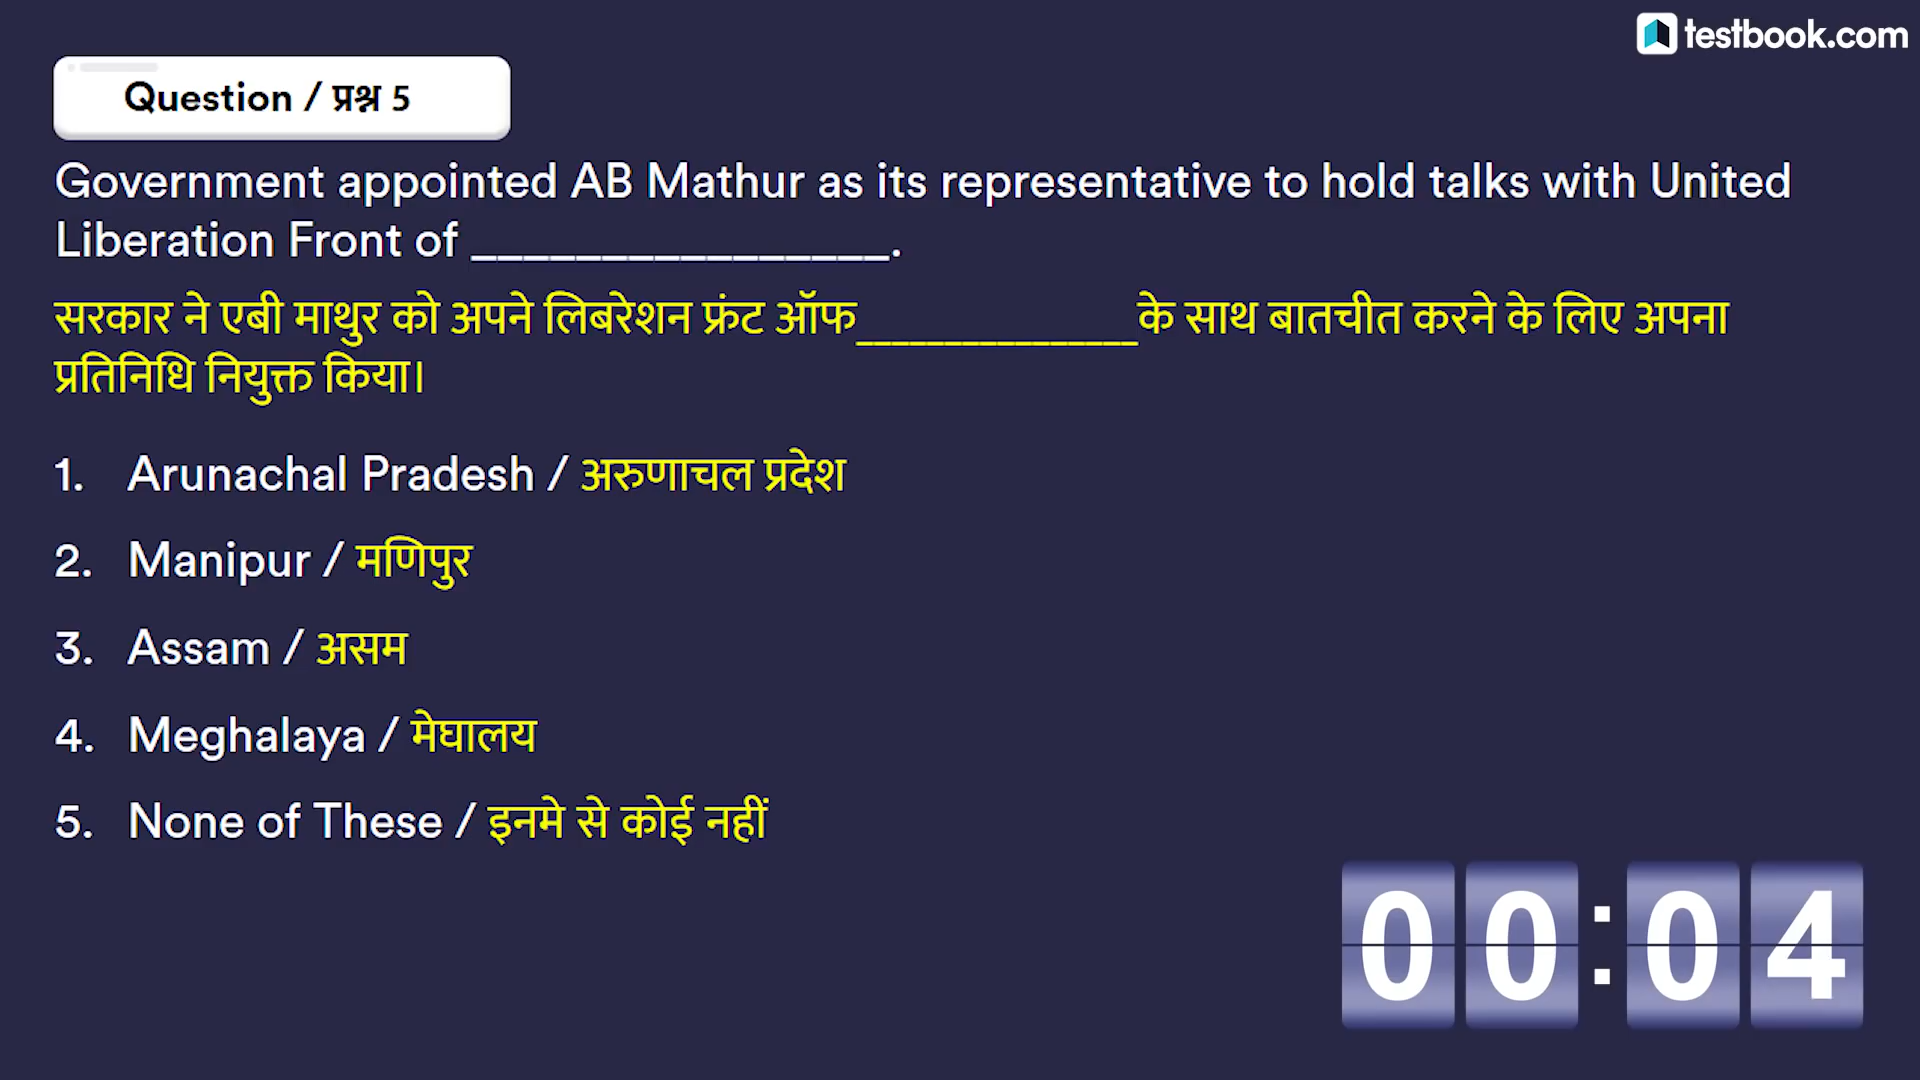 testbook.com
Question / प्रश्न 5
Government appointed AB Mathur as its representative to hold talks with United
Liberation Front of ________________.
सरकार ने एबी माथुर को अपने लिबरेशन फ्रंट ऑफ________________के साथ बातचीत करने के लिए अपना
प्रतिनिधि नियुक्त किया।
1. Arunachal Pradesh / अरुणाचल प्रदेश
2. Manipur / मणिपुर
3. Assam / असम
4. Meghalaya / मेघालय
5. None of These / इनमे से कोई नहीं
00:04